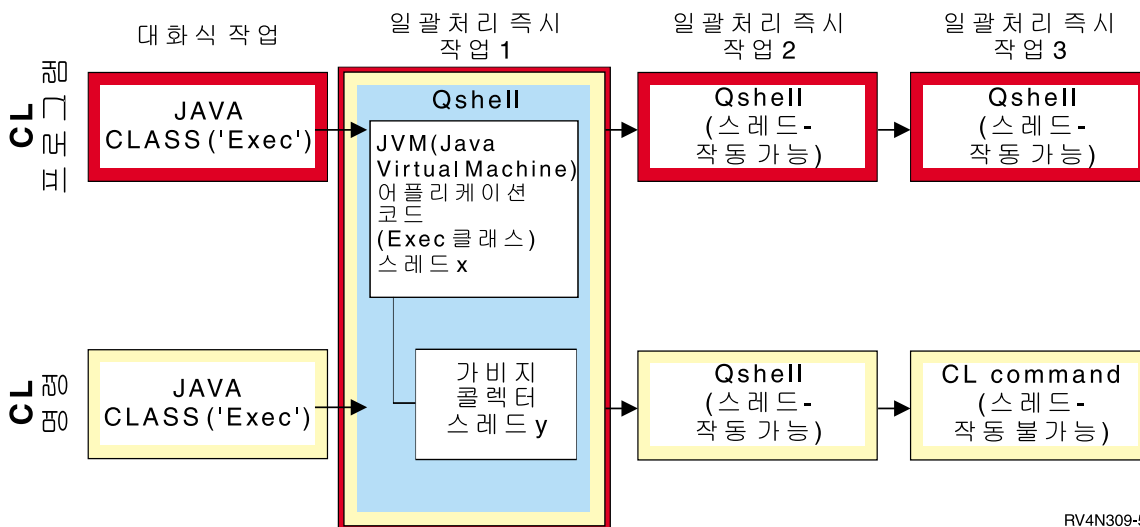 대화식 작업
일괄처리 즉시
작업 1
일괄처리 즉시
작업 2
일괄처리 즉시
작업 3
CL
프로그램
JAVA
CLASS('Exec')
Qshell
JVM(Java
Virtual Machine)
어플리케이션
코드
(Exec 클래스)
스레드 x
Qshell
(스레드-
작동 가능)
Qshell
(스레드-
작동 가능)
CL
명령
JAVA
CLASS('Exec')
가비지
콜렉터
스레드 y
Qshell
(스레드-
작동 가능)
CL command
(스레드-
작동 불가능)